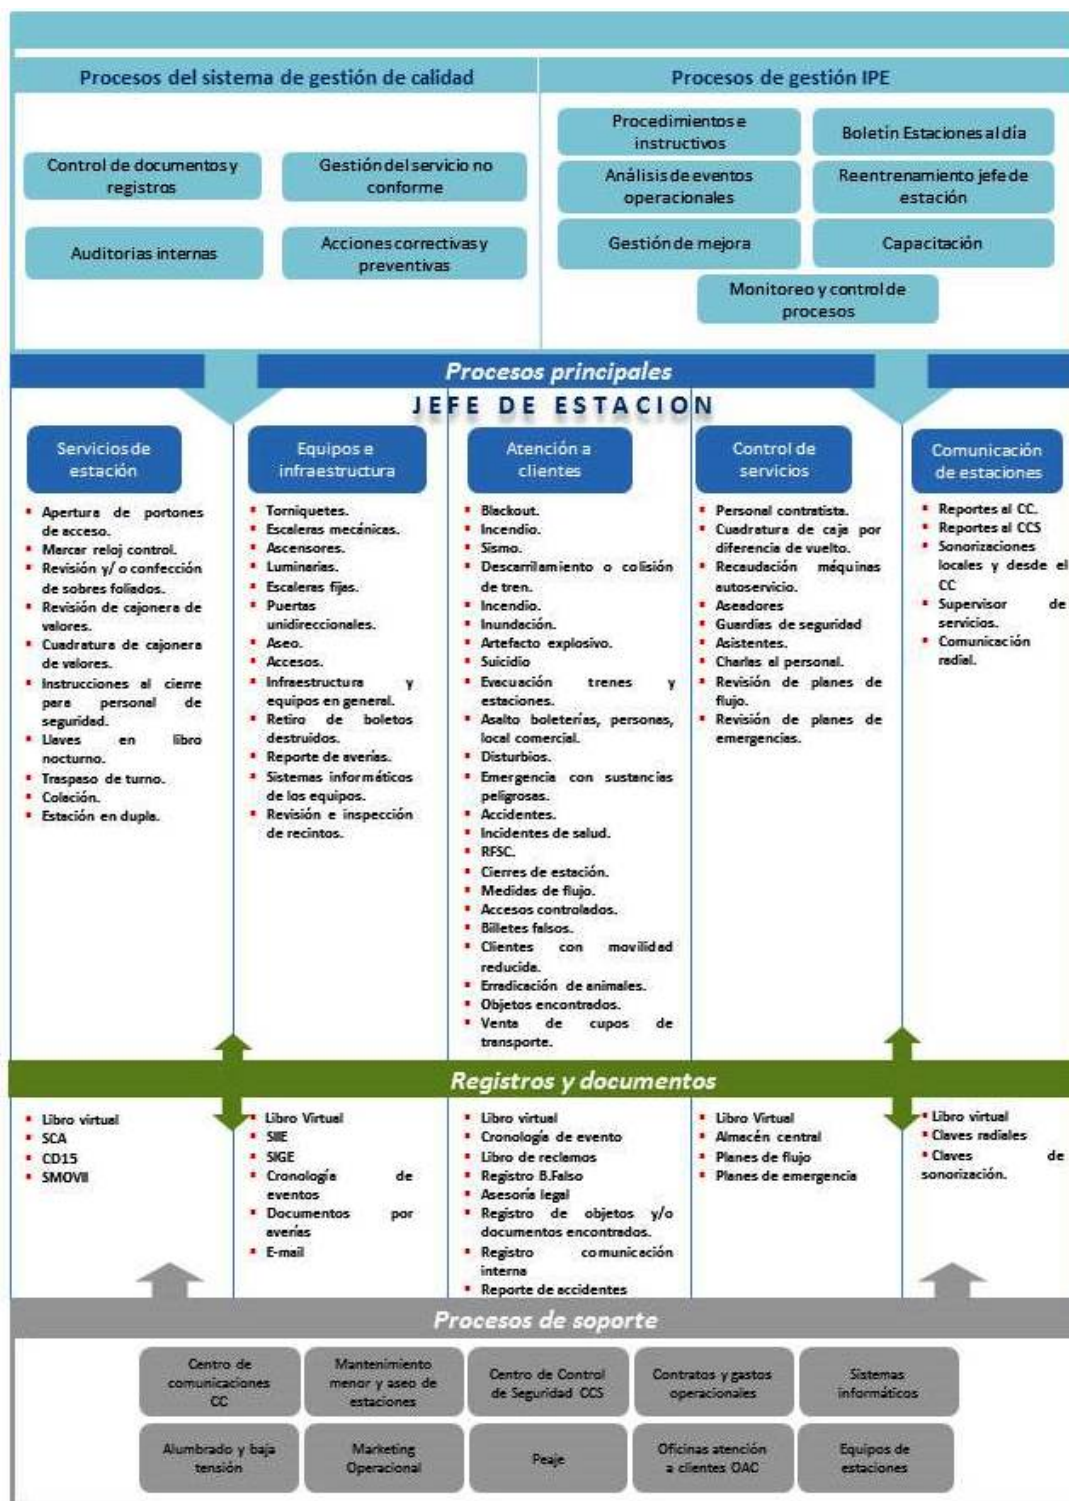 Procesos del sistema de gestión de calidad
Control de documentos y
registros
Gestión del servicio no
conforme
Auditorias internas
Acciones correctivas y
preventivas
Procesos de gestión IPE
Procedimientos e
instructivos
Boletín Estaciones al día
Análisis de eventos
operacionales
Reentrenamiento jefe de
estación
Gestión de mejora
Capacitación
Monitoreo y control de
procesos
Procesos principales
JEFE DE ESTACION
Servicios de
estación
Apertura de portones
de acceso.
Marcar reloj control.
Revisión y/ o confección
de sobres foliados.
Revisión de cajonera de
valores.
Cuadratura de cajonera
de valores.
Instrucciones al cierre
para personal de
seguridad.
Llaves en libro
nocturno.
Traspaso de turno.
Colación.
Estación en dupla.
Equipos e
infraestructura
Torniquetes.
Escaleras mecánicas.
Ascensores.
Luminarias.
Escaleras fijas.
Puertas
unidireccionales.
Aseo.
Accesos.
Infraestructura y
equipos en general.
Retiro de boletos
destruidos.
Reporte de averías.
Sistemas informáticos
de los equipos.
Revisión e inspección
de recintos.
Atención a
clientes
Blackout.
Incendio.
Sismo.
Descarrilamiento o colisión
de tren.
Incendio.
Inundación.
Artefacto explosivo.
Suicidio
Evacuación trenes y
estaciones.
Asalto boleterías, personas,
local comercial.
Disturbios.
Emergencia con sustancias
peligrosas.
Accidentes.
Incidentes de salud.
RFSC.
Cierres de estación.
Medidas de flujo.
Accesos controlados.
Billetes falsos.
Clientes con movilidad
reducida.
Erradicación de animales.
Objetos encontrados.
Venta de cupos de
transporte.
Control de
servicios
Personal contratista.
Cuadratura de caja por
diferencia de vuelto.
Recaudación máquinas
autoservicio.
Aseadores
Guardias de seguridad
Asistentes.
Charlas al personal.
Revisión de planes de
flujo.
Revisión de planes de
emergencias.
Comunicación
de estaciones
Reportes al CC.
Reportes al CCS
Sonorizaciones
locales y desde el
CC
Supervisor de
servicios.
Comunicación
radial.
Registros y documentos
Libro virtual
SCA
CD15
SMOVII
Libro Virtual
SIIE
SIGE
Cronología de
eventos
Documentos por
averías
E-mail
Libro virtual
Cronología de evento
Libro de reclamos
Registro B.Falso
Asesoría legal
Registro de objetos y/o
documentos encontrados.
Registro comunicación
interna
Reporte de accidentes
Libro Virtual
Almacén central
Planes de flujo
Planes de emergencia
Libro virtual
Claves radiales
Claves de
sonorización.
Procesos de soporte
Centro de
comunicaciones
CC
Mantenimiento
menor y aseo de
estaciones
Centro de Control
de Seguridad CCS
Contratos y gastos
operacionales
Sistemas
informáticos
Alumbrado y baja
tensión
Marketing
Operacional
Peaje
Oficinas atención
a clientes OAC
Equipos de
estaciones